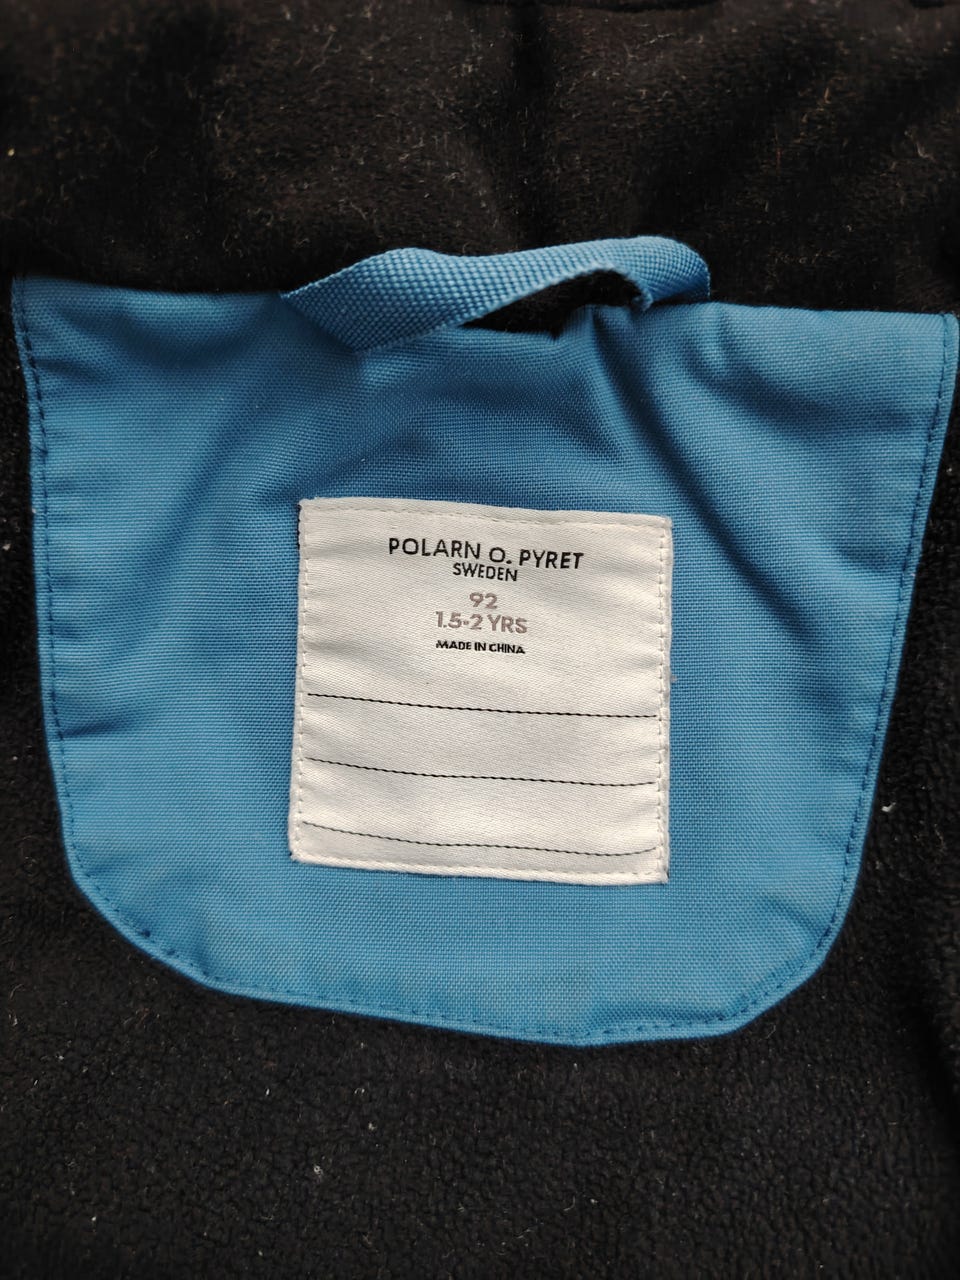 POLARN O. PYRET
SWEDEN
92
1.5-2 YRS
MADE IN CHINA